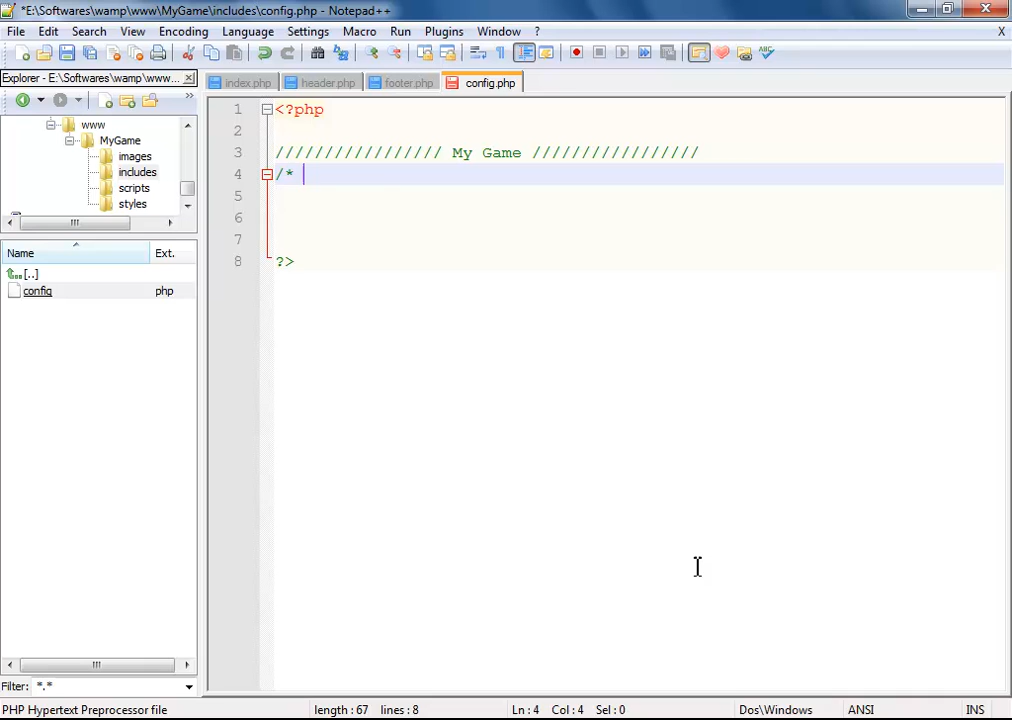 *E:\Softwares\wamp\www\MyGame\includes\config.php - Notepad++
File Edit Search View Encoding Language Settings Macro Run Plugins Window ? X
Explorer - E:\Softwares\wamp\www...
index.php header.php footer.php config.php
www
MyGame
images
includes
scripts
styles
Name Ext.
[..]
config php
Filter: *.*
1 <?php
2
3 ///////////////// My Game /////////////////
4 /*
5
6
7
8 ?>
PHP Hypertext Preprocessor file length : 67 lines : 8 Ln : 4 Col : 4 Sel : 0 Dos\Windows ANSI INS